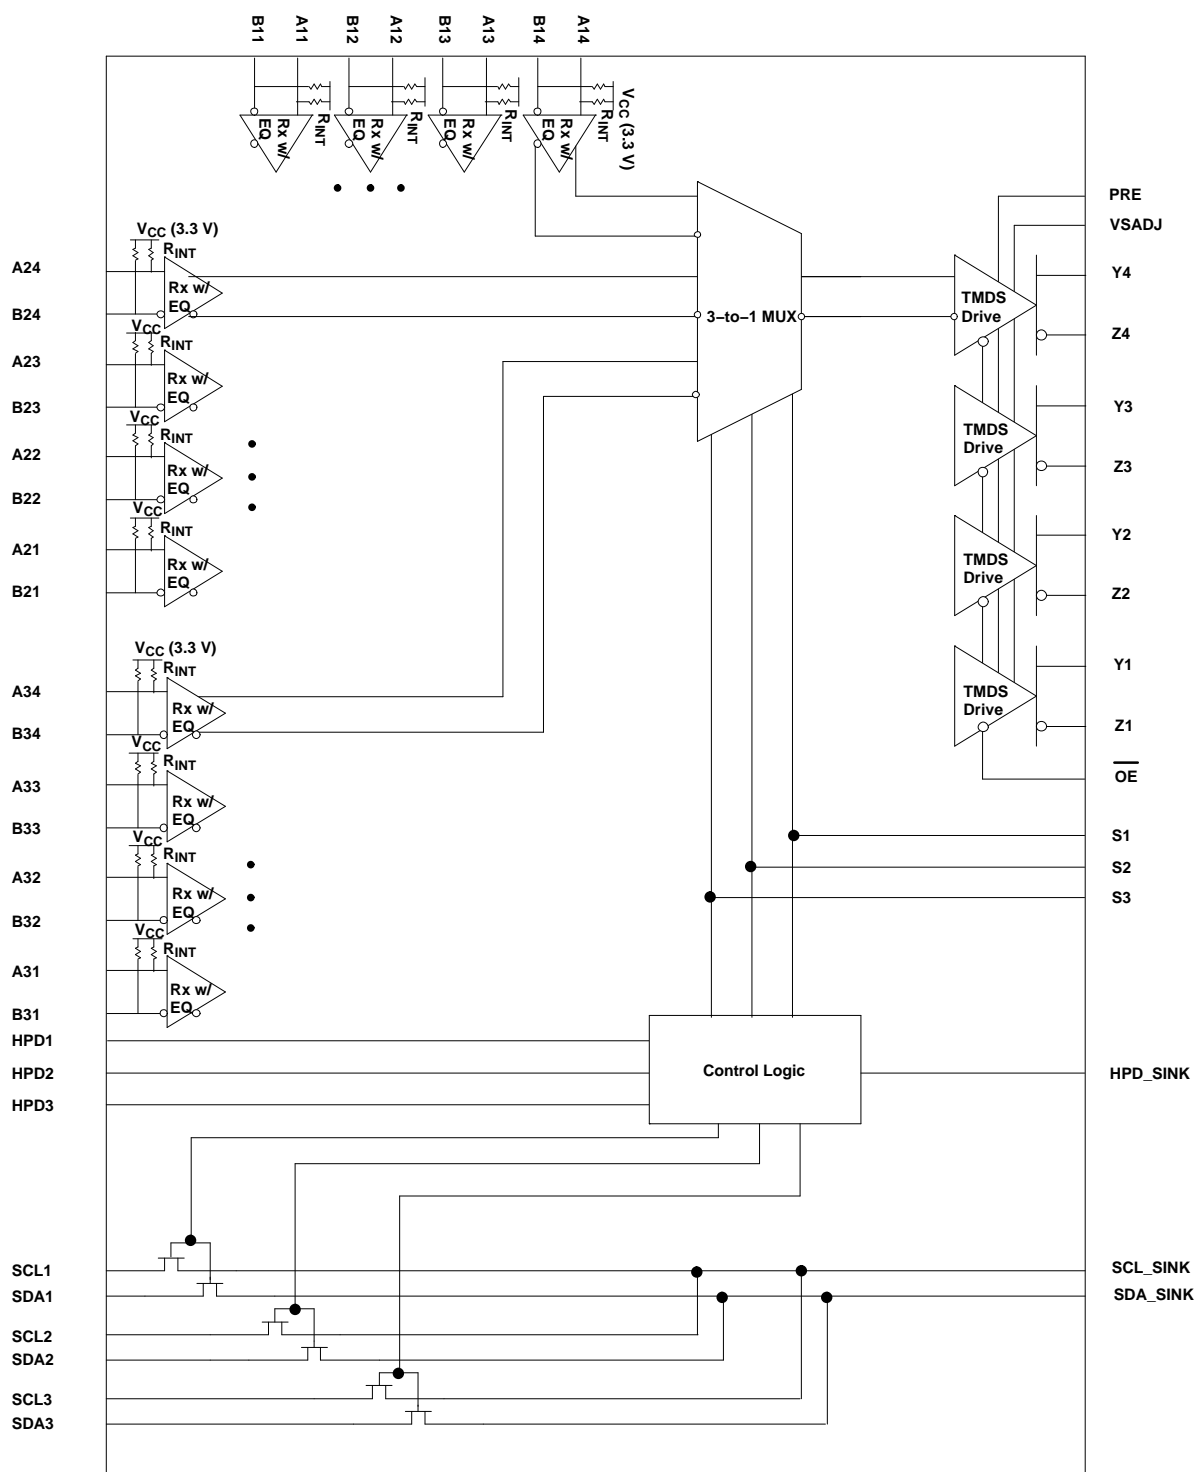 B11 A11 B12 A12 B13 A13 B14 A14
VCC (3.3 V)
RINT RINT RINT RINT
Rx w/ EQ
Rx w/ EQ
Rx w/ EQ
Rx w/ EQ
PRE
VSADJ
VCC (3.3 V)
RINT
A24
Rx w/
EQ
B24
3–to–1 MUX
TMDS
Drive
Y4
Z4
VCC
RINT
A23
Rx w/
EQ
B23
TMDS
Drive
Y3
Z3
VCC
RINT
A22
Rx w/
EQ
B22
VCC
RINT
A21
Rx w/
EQ
B21
TMDS
Drive
Y2
Z2
VCC (3.3 V)
RINT
A34
Rx w/
EQ
B34
TMDS
Drive
Y1
Z1
VCC
RINT
A33
Rx w/
EQ
B33
OE
S1
S2
S3
VCC
RINT
A32
Rx w/
EQ
B32
VCC
RINT
A31
Rx w/
EQ
B31
HPD1
HPD2
HPD3
Control Logic
HPD_SINK
SCL1
SDA1
SCL_SINK
SDA_SINK
SCL2
SDA2
SCL3
SDA3